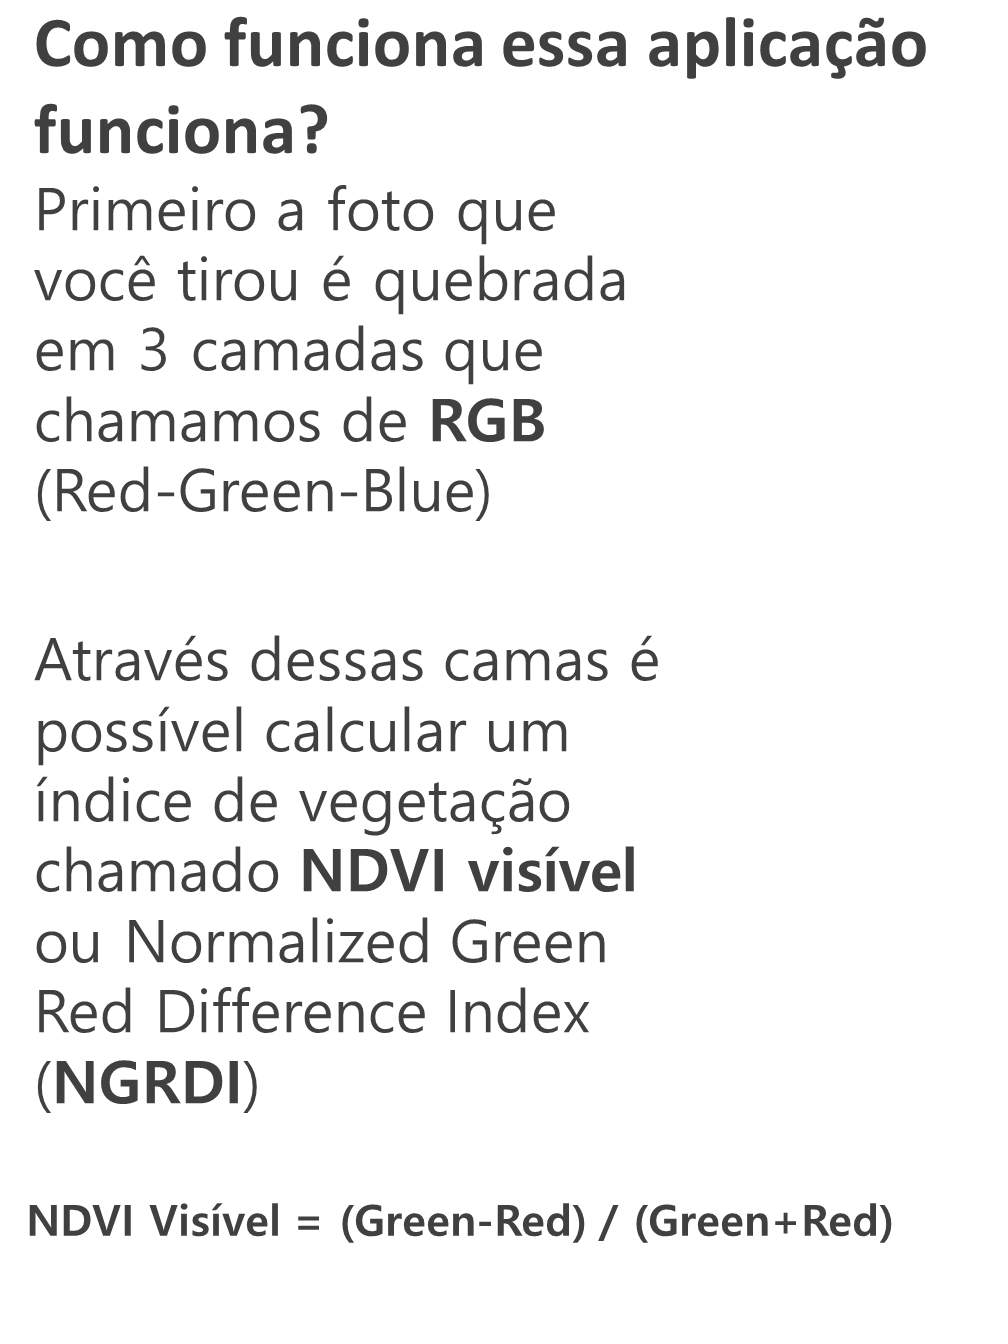 Como funciona essa aplicação
funciona?
Primeiro a foto que
você tirou é quebrada
em 3 camadas que
chamamos de RGB
(Red-Green-Blue)
Através dessas camas é
possível calcular um
índice de vegetação
chamado NDVI visível
ou Normalized Green
Red Difference Index
(NGRDI)
NDVI Visível = (Green-Red) / (Green+Red)